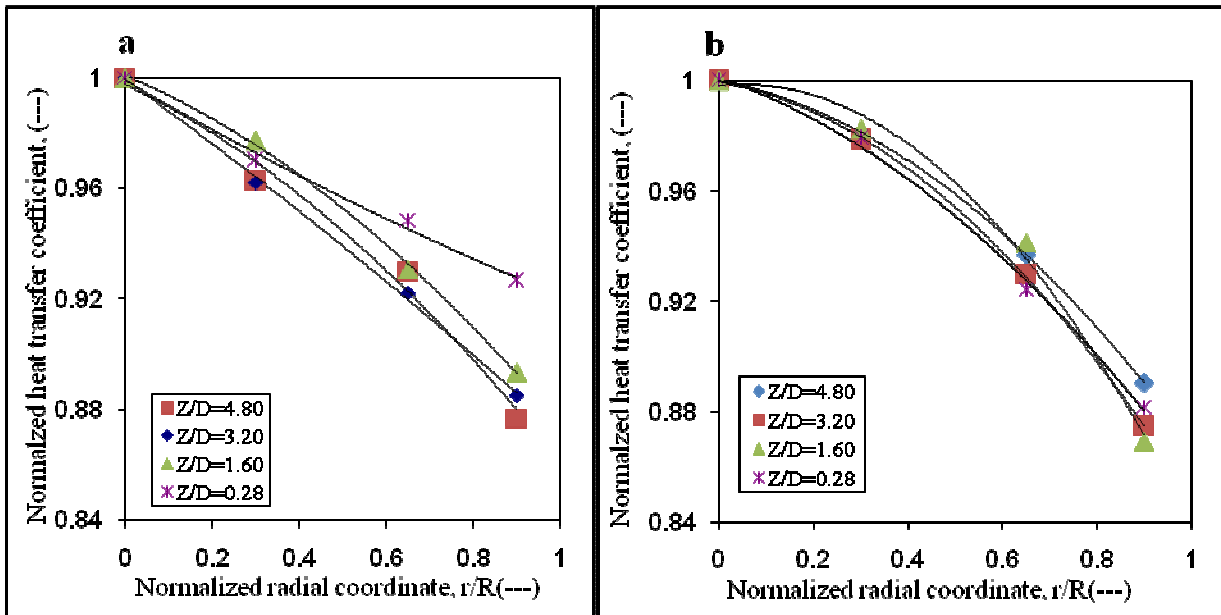 a
1
0.96
0.92
0.88
0.84
0
0.2
0.4
0.6
0.8
1
Normalzed heat transfer coefficient, (---)
Normalized radial coordinate, r/R(---)
Z/D=4.80
Z/D=3.20
Z/D=1.60
Z/D=0.28
b
1
0.96
0.92
0.88
0.84
0
0.2
0.4
0.6
0.8
1
Normalzed heat transfer coefficient, (---)
Normalized radial coordinate, r/R(---)
Z/D=4.80
Z/D=3.20
Z/D=1.60
Z/D=0.28